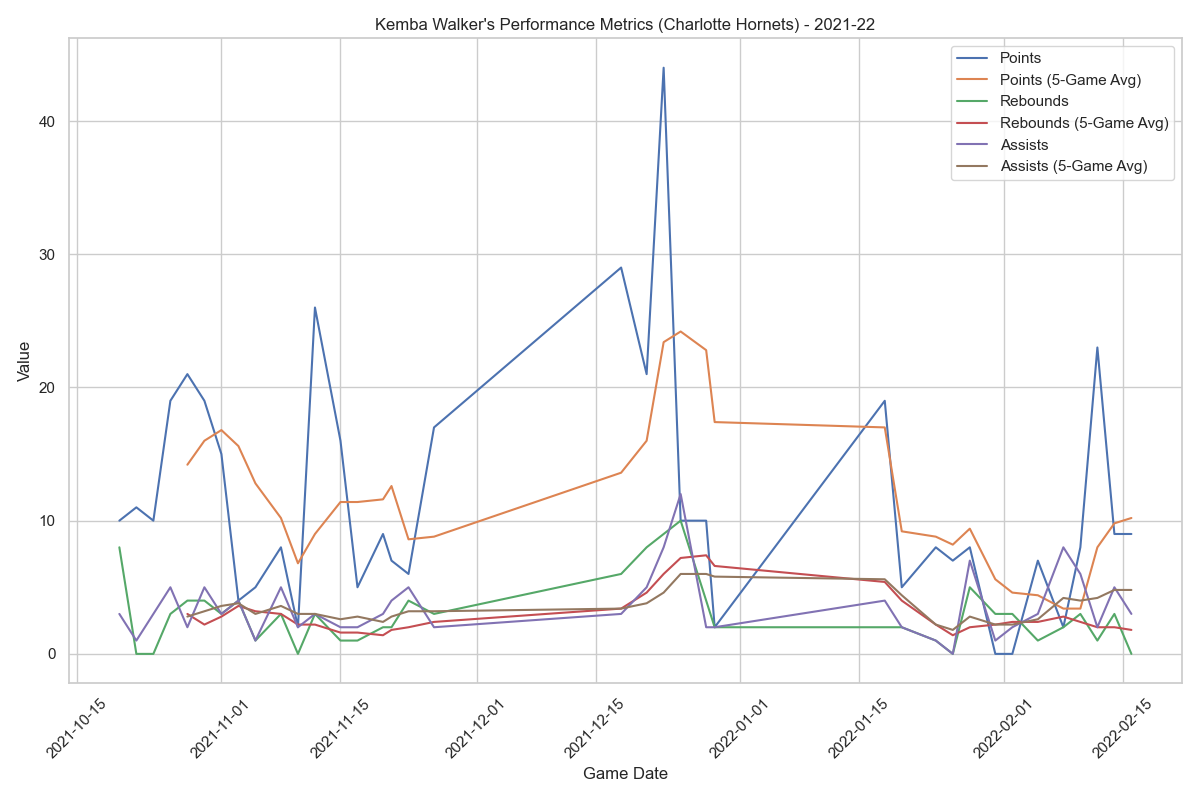 Kemba Walker's Performance Metrics (Charlotte Hornets) - 2021-22
Points
Points (5-Game Avg)
Rebounds
Rebounds (5-Game Avg)
Assists
Assists (5-Game Avg)
Value
40
30
20
10
0
2021-10-15
2021-11-01
2021-11-15
2021-12-01
2021-12-15
2022-01-01
2022-01-15
2022-02-01
2022-02-15
Game Date